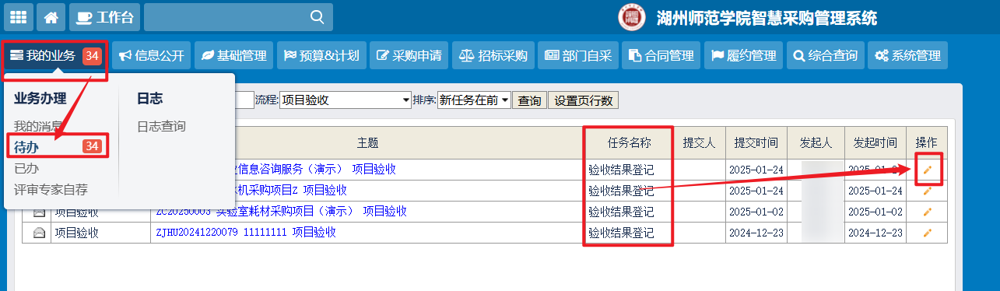 工作台
湖州师范学院智慧采购管理系统
我的业务 34 信息公开 基础管理 预算&计划 采购申请 招标采购 部门自采 合同管理 履约管理 综合查询 系统管理
业务办理 日志
我的消息 日志查询
待办 34
已办
评审专家自荐
流程: 项目验收 排序: 新任务在前 查询 设置页行数
主题 任务名称 提交人 提交时间 发起人 发起时间 操作
信息咨询服务（演示） 项目验收 验收结果登记 2025-01-24
机采购项目Z 项目验收 验收结果登记 2025-01-24 2025-01-24
项目验收 ZC20250003 实验室耗材采购项目（演示） 项目验收 验收结果登记 2025-01-02 2025-01-02
项目验收 ZJHU20241220079 11111111 项目验收 验收结果登记 2024-12-23 2024-12-23